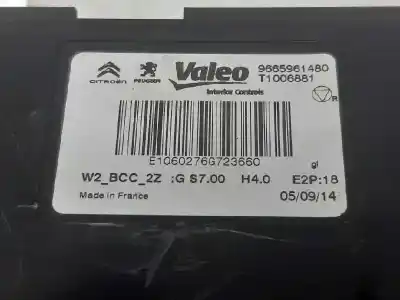 CITROËN PEUGEOT Valeo 9665961480
T1006881
Interior Controls
R
E1060276G723660
gl
W2_BCC_2Z :G S7.00 H4.0 E2P:18
Made in France 05/09/14